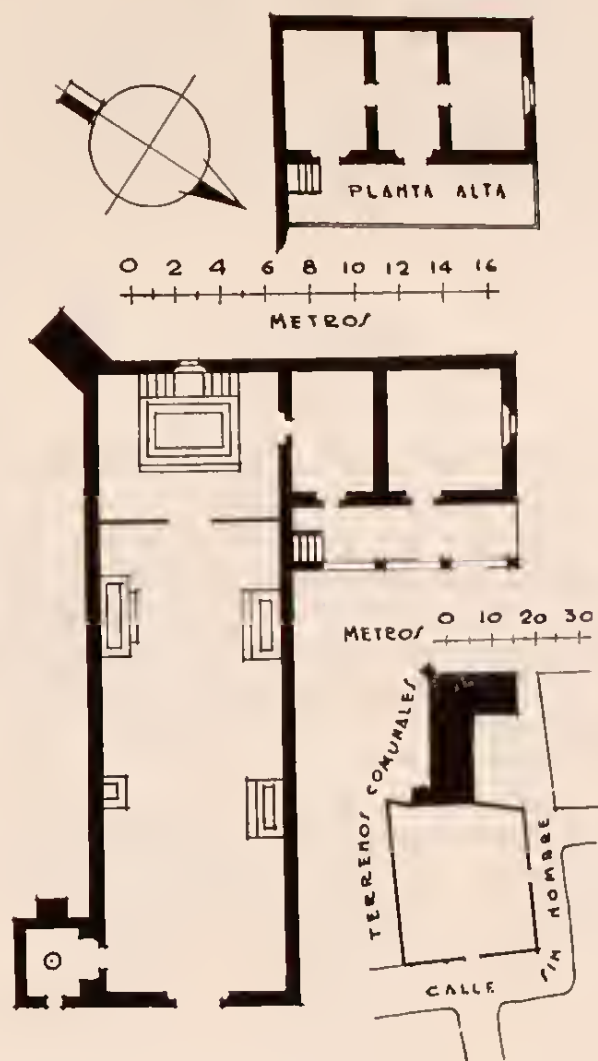 PLANTA ALTA
0 2 4 6 8 10 12 14 16
METROS
METROS 0 10 20 30
TERRENOS COMUNALES
SIN NOMBRE
CALLE